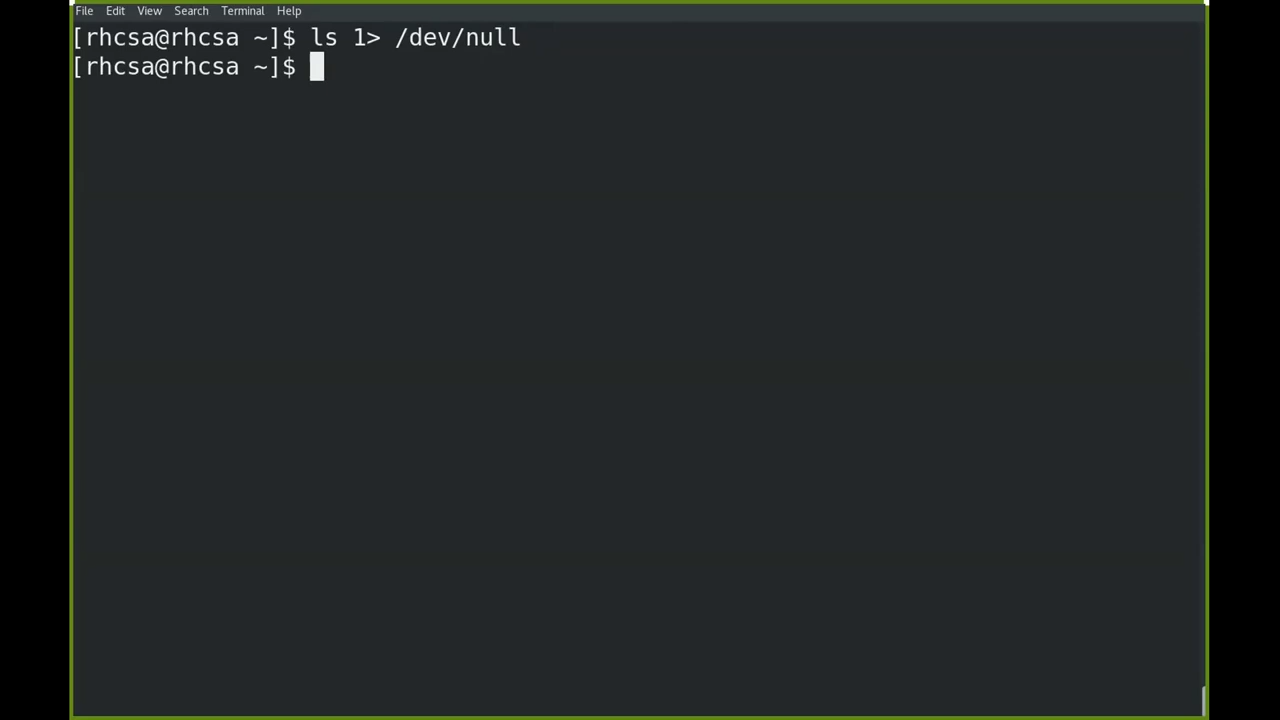 File Edit View Search Terminal Help
[rhcsa@rhcsa ~]$ ls 1> /dev/null
[rhcsa@rhcsa ~]$